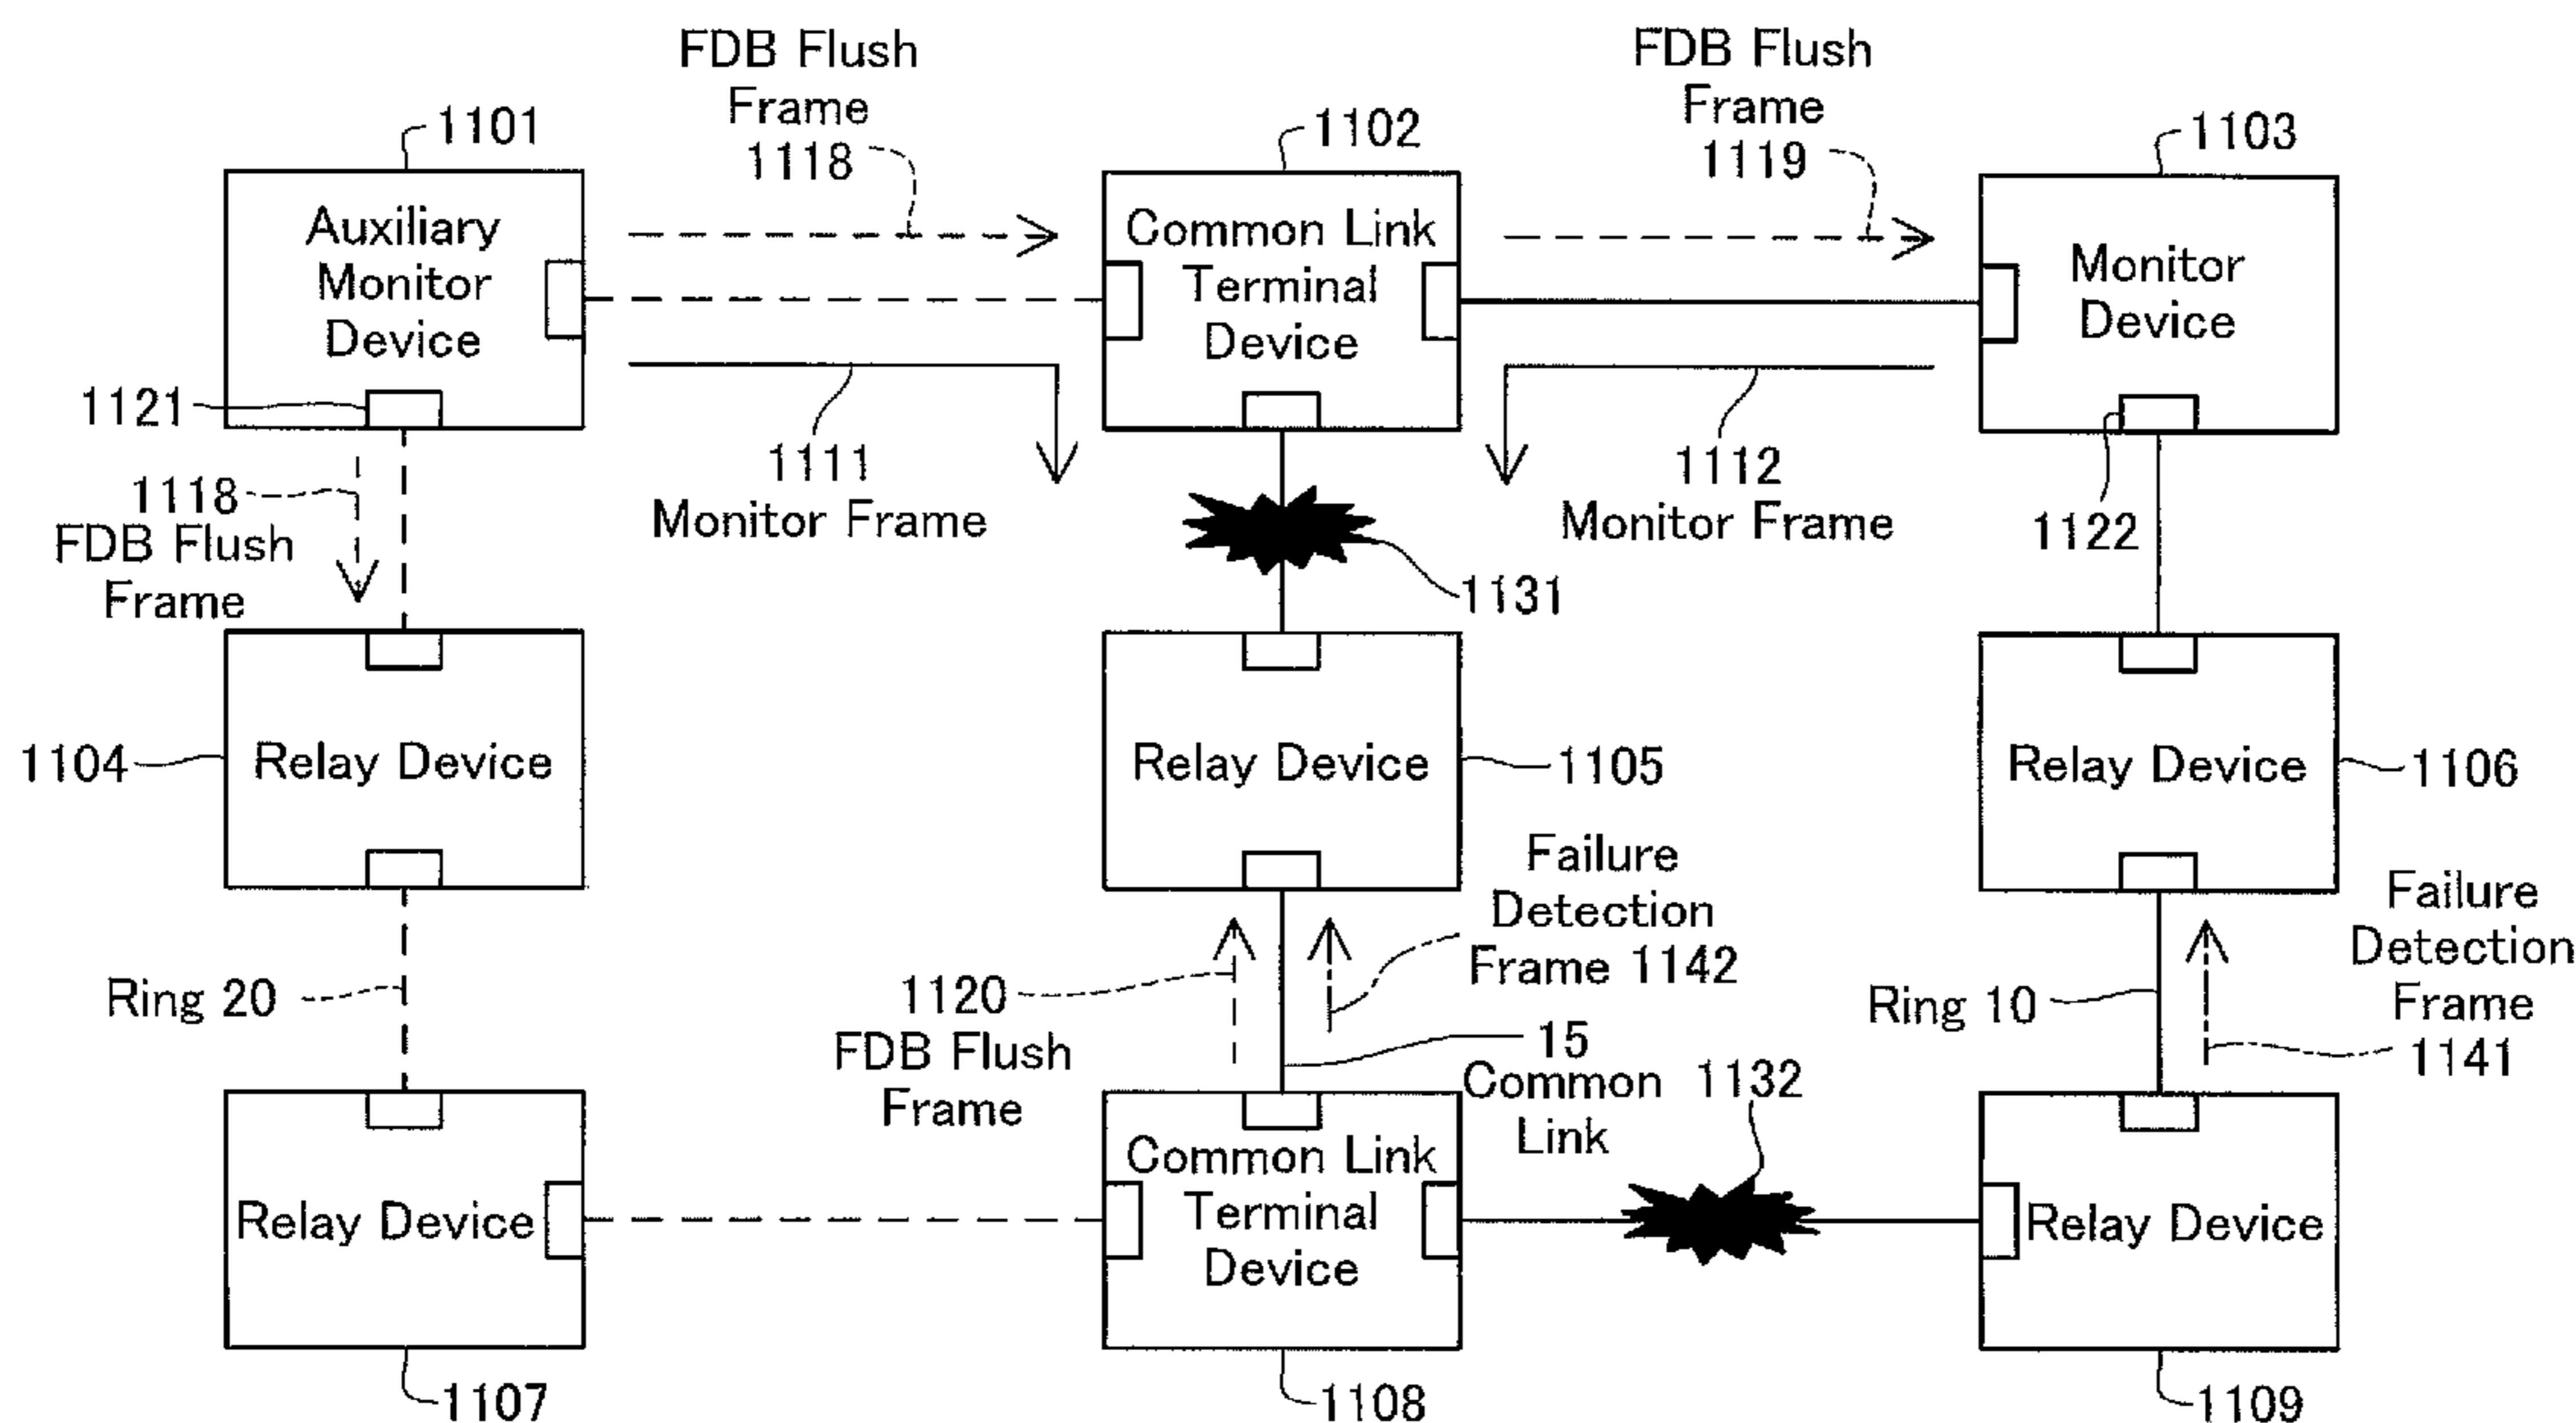 FDB Flush
Frame
1118
FDB Flush
Frame
1119
1101
1102
1103
Auxiliary
Monitor
Device
Common Link
Terminal
Device
Monitor
Device
1121
1111
Monitor Frame
1112
Monitor Frame
1118
FDB Flush
Frame
1122
1131
1104
Relay Device
Relay Device
1105
Relay Device
1106
Failure
Detection
Frame 1142
Failure
Detection
Frame
1141
Ring 20
1120
FDB Flush
Frame
Ring 10
15
Common
Link
1132
Relay Device
Common Link
Terminal
Device
Relay Device
1107
1108
1109